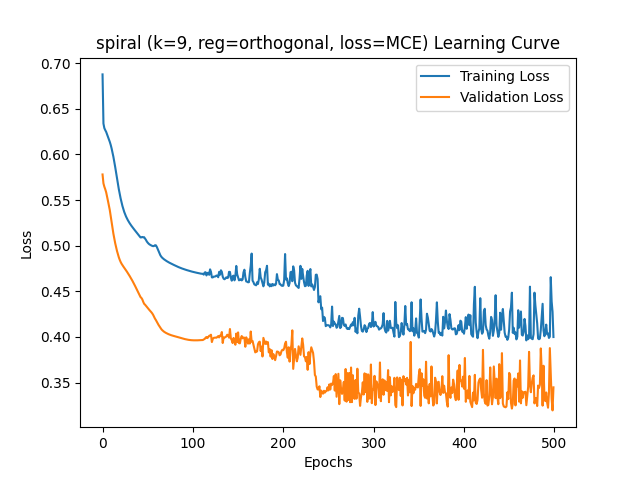 spiral (k=9, reg=orthogonal, loss=MCE) Learning Curve
Training Loss
Validation Loss
Loss
0.70
0.65
0.60
0.55
0.50
0.45
0.40
0.35
0
100
200
300
400
500
Epochs